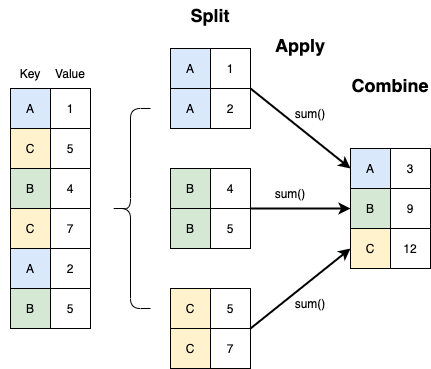 Split
Apply
Combine
Key Value
A 1
C 5
B 4
C 7
A 2
B 5
A 1
A 2
B 4
B 5
C 5
C 7
sum()
sum()
sum()
A 3
B 9
C 12